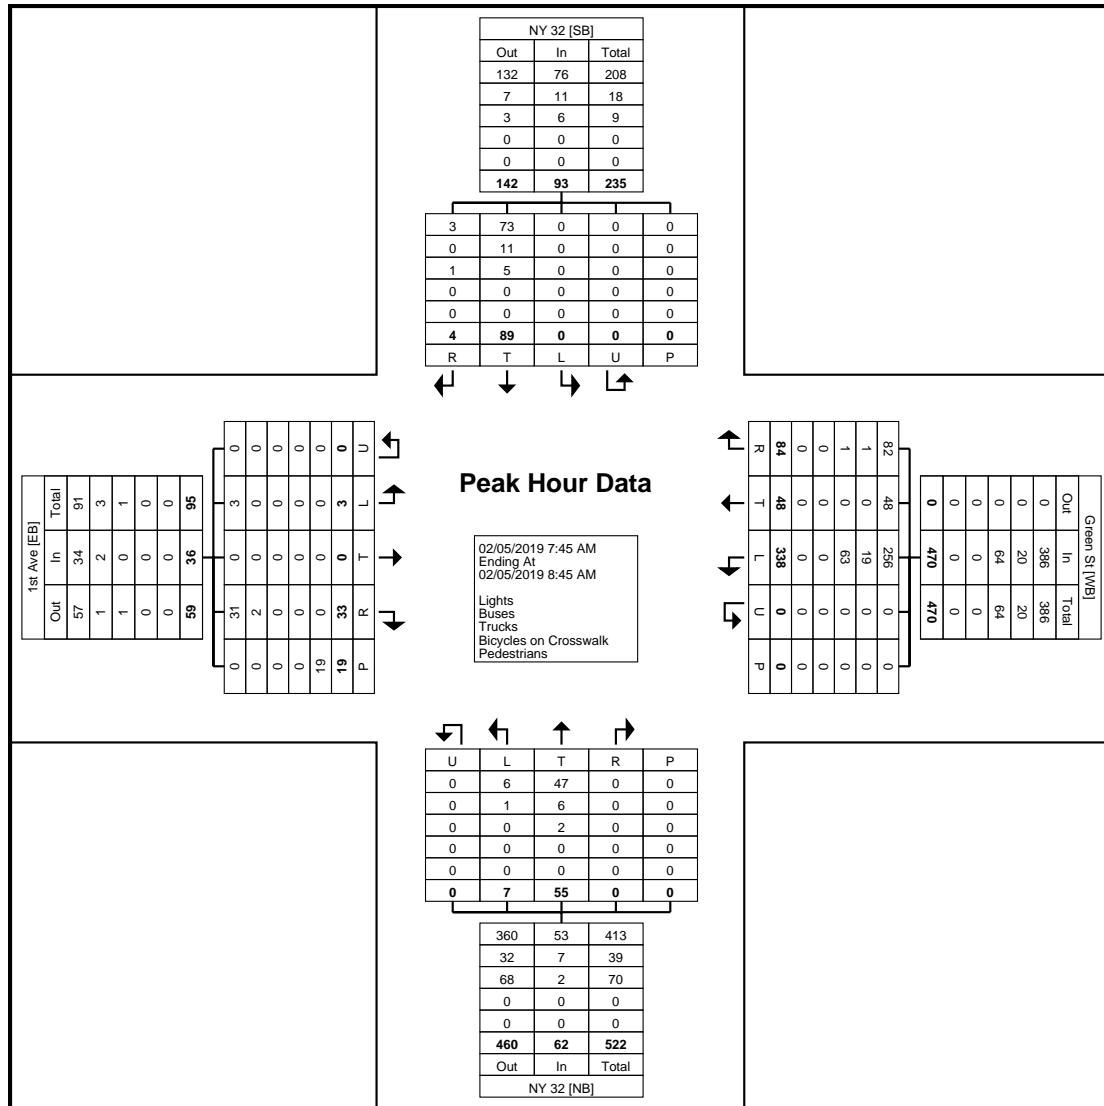 NY 32 [SB]
Out In Total
132 76 208
7 11 18
3 6 9
0 0 0
0 0 0
142 93 235
3 73 0 0 0
0 11 0 0 0
1 5 0 0 0
0 0 0 0 0
0 0 0 0 0
4 89 0 0 0
R T L U P
1st Ave [EB]
Total 91 3 1 0 0 95
In 34 2 0 0 0 36
Out 57 1 1 0 0 59
0 0 0 0 0 0 U
3 0 0 0 0 3 L
0 0 0 0 0 0 T
31 2 0 0 0 33 R
0 0 0 0 19 19 P
Peak Hour Data
02/05/2019 7:45 AM
Ending At
02/05/2019 8:45 AM
Lights
Buses
Trucks
Bicycles on Crosswalk
Pedestrians
R 84 0 0 1 1 82
T 48 0 0 0 0 48
L 338 0 0 63 19 256
U 0 0 0 0 0 0
P 0 0 0 0 0 0
Green St [WB]
0 0 0 0 0 0 Out
470 0 0 64 20 386 In
470 0 0 64 20 386 Total
U L T R P
0 6 47 0 0
0 1 6 0 0
0 0 2 0 0
0 0 0 0 0
0 0 0 0 0
0 7 55 0 0
360 53 413
32 7 39
68 2 70
0 0 0
0 0 0
460 62 522
Out In Total
NY 32 [NB]